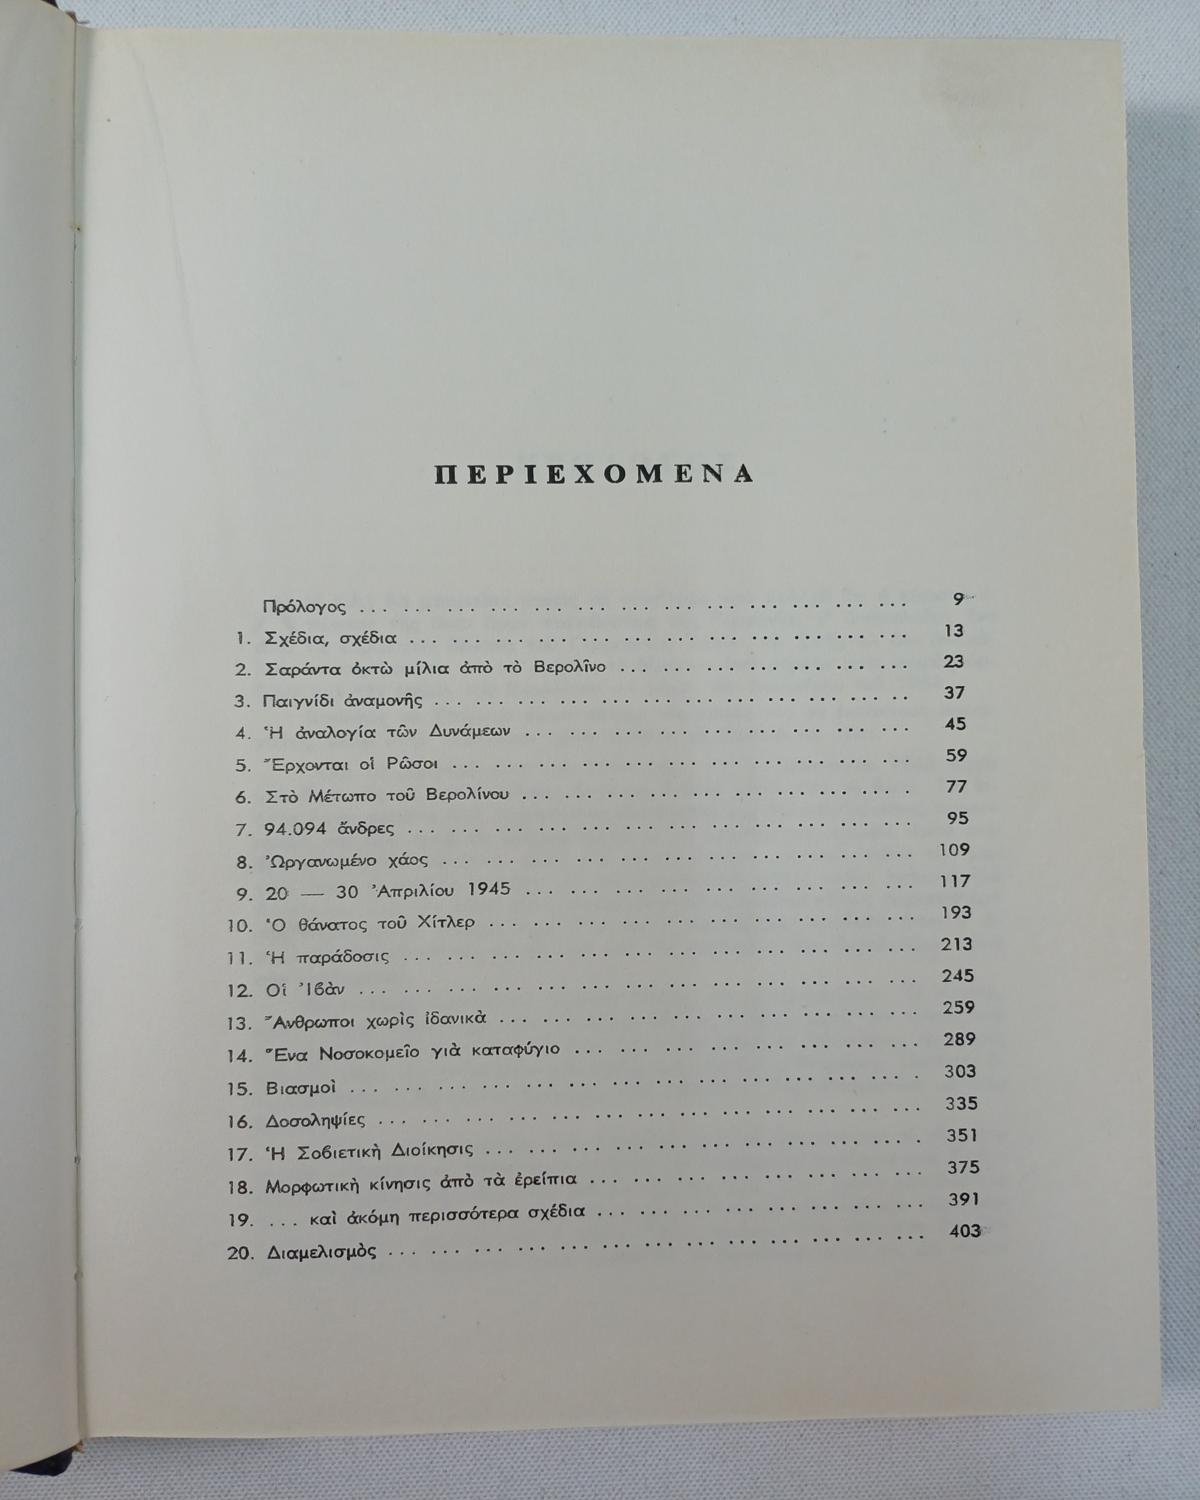 ΠΕΡΙΕΧΟΜΕΝΑ
Πρόλογος . . . . . . . . . . . . . . . . . . . . . . . . . . . . . . . . . . . . . . 9
1. Σχέδια, σχέδια . . . . . . . . . . . . . . . . . . . . . . . . . . . . . . . . . . 13
2. Σαράντα ὀκτὼ μίλια ἀπὸ τὸ Βερολῖνο . . . . . . . . . . . . . . . . . . . . 23
3. Παιγνίδι ἀναμονῆς . . . . . . . . . . . . . . . . . . . . . . . . . . . . . . . . 37
4. Ἡ ἀναλογία τῶν Δυνάμεων . . . . . . . . . . . . . . . . . . . . . . . . . . 45
5. Ἔρχονται οἱ Ρῶσοι . . . . . . . . . . . . . . . . . . . . . . . . . . . . . . . 59
6. Στὸ Μέτωπο τοῦ Βερολίνου . . . . . . . . . . . . . . . . . . . . . . . . . . 77
7. 94.094 ἄνδρες . . . . . . . . . . . . . . . . . . . . . . . . . . . . . . . . . . 95
8. Ὠργανωμένο χάος . . . . . . . . . . . . . . . . . . . . . . . . . . . . . . . 109
9. 20 — 30 Ἀπριλίου 1945 . . . . . . . . . . . . . . . . . . . . . . . . . . 117
10. Ὁ θάνατος τοῦ Χίτλερ . . . . . . . . . . . . . . . . . . . . . . . . . . . . 193
11. Ἡ παράδοσις . . . . . . . . . . . . . . . . . . . . . . . . . . . . . . . . . . 213
12. Οἱ Ἰβὰν . . . . . . . . . . . . . . . . . . . . . . . . . . . . . . . . . . . . . 245
13. Ἄνθρωποι χωρὶς ἰδανικὰ . . . . . . . . . . . . . . . . . . . . . . . . . . . 259
14. Ἕνα Νοσοκομεῖο γιὰ καταφύγιο . . . . . . . . . . . . . . . . . . . . . . . 289
15. Βιασμοὶ . . . . . . . . . . . . . . . . . . . . . . . . . . . . . . . . . . . . . . 303
16. Δοσοληψίες . . . . . . . . . . . . . . . . . . . . . . . . . . . . . . . . . . . . 335
17. Ἡ Σοβιετικὴ Διοίκησις . . . . . . . . . . . . . . . . . . . . . . . . . . . . . 351
18. Μορφωτικὴ κίνησις ἀπὸ τὰ ἐρείπια . . . . . . . . . . . . . . . . . . . . . 375
19. ... καὶ ἀκόμη περισσότερα σχέδια . . . . . . . . . . . . . . . . . . . . . 391
20. Διαμελισμὸς . . . . . . . . . . . . . . . . . . . . . . . . . . . . . . . . . . . 403